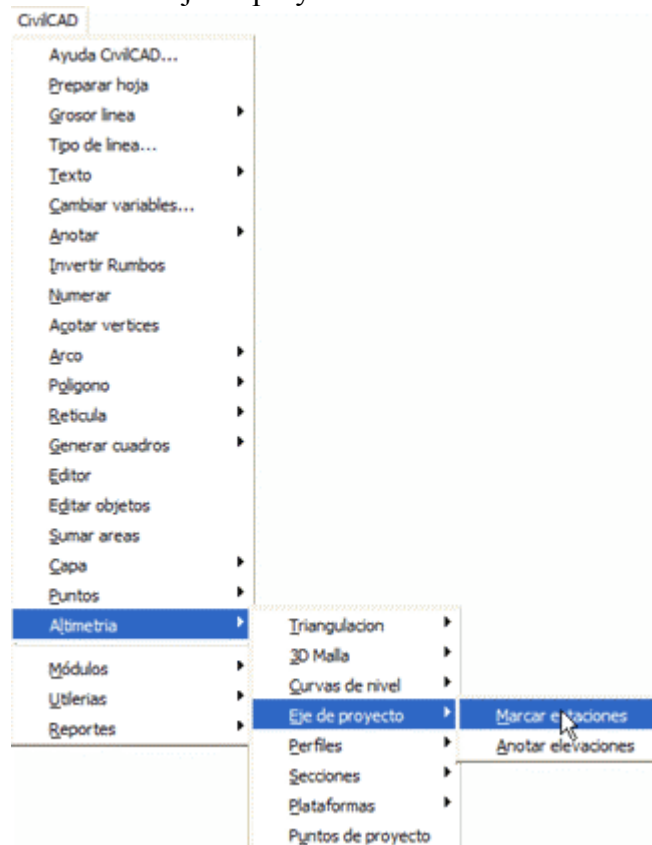 CivilCAD
Ayuda CivilCAD...
Preparar hoja
Grosor linea
Tipo de linea...
Texto
Cambiar variables...
Anotar
Invertir Rumbos
Numerar
Acotar vertices
Arco
Poligono
Reticula
Generar cuadros
Editor
Editar objetos
Sumar areas
Capa
Puntos
Altimetria
Módulos
Utilerias
Reportes
Triangulacion
3D Malla
Curvas de nivel
Eje de proyecto
Perfiles
Secciones
Plataformas
Puntos de proyecto
Marcar estaciones
Anotar elevaciones